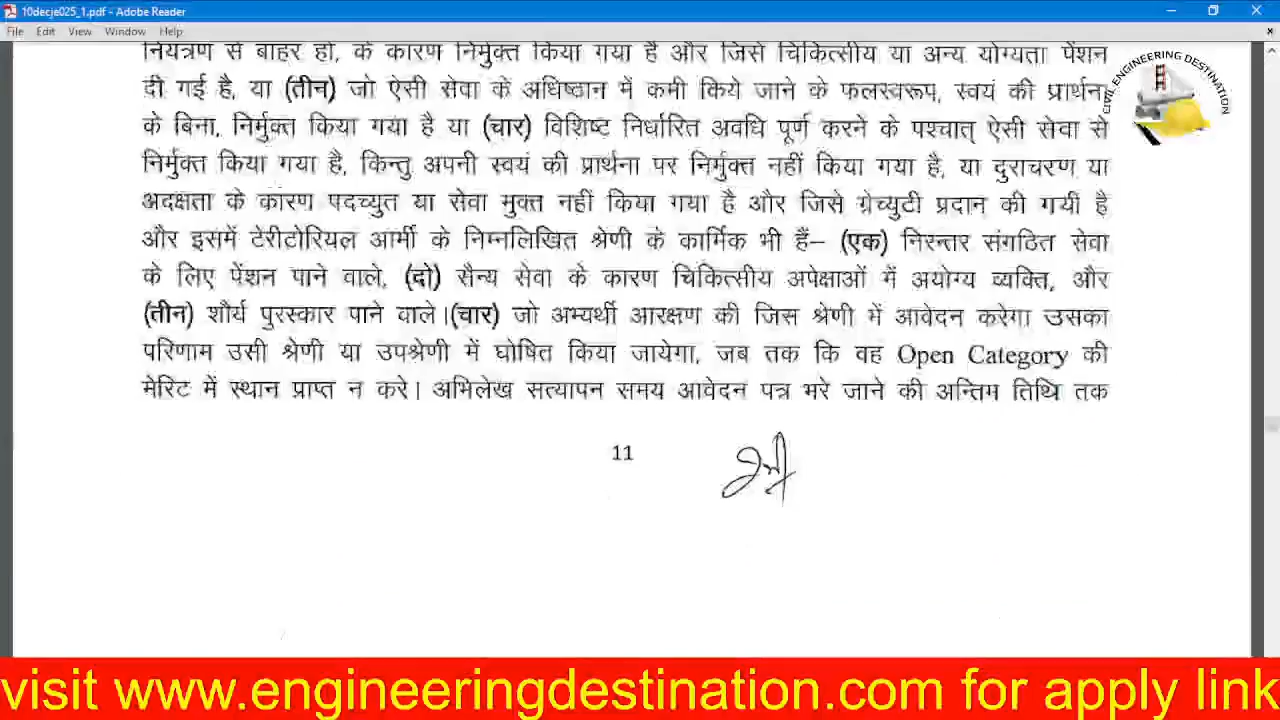 10decje025_1.pdf - Adobe Reader
File Edit View Window Help
नियंत्रण से बाहर हो, के कारण निर्मुक्त किया गया है और जिसे चिकित्सीय या अन्य योग्यता पेंशन
दी गई है, या (तीन) जो ऐसी सेवा के अधिष्ठान में कमी किये जाने के फलस्वरूप, स्वयं की प्रार्थना
के बिना, निर्मुक्त किया गया है या (चार) विशिष्ट निर्धारित अवधि पूर्ण करने के पश्चात् ऐसी सेवा से
निर्मुक्त किया गया है, किन्तु अपनी स्वयं की प्रार्थना पर निर्मुक्त नहीं किया गया है, या दुराचरण या
अदक्षता के कारण पदच्युत या सेवा मुक्त नहीं किया गया है और जिसे ग्रेच्युटी प्रदान की गयी है
और इसमें टेरीटोरियल आर्मी के निम्नलिखित श्रेणी के कार्मिक भी हैं– (एक) निरन्तर संगठित सेवा
के लिए पेंशन पाने वाले, (दो) सैन्य सेवा के कारण चिकित्सीय अपेक्षाओं में अयोग्य व्यक्ति, और
(तीन) शौर्य पुरस्कार पाने वाले।(चार) जो अभ्यर्थी आरक्षण की जिस श्रेणी में आवेदन करेगा उसका
परिणाम उसी श्रेणी या उपश्रेणी में घोषित किया जायेगा, जब तक कि वह Open Category की
मेरिट में स्थान प्राप्त न करे। अभिलेख सत्यापन समय आवेदन पत्र भरे जाने की अन्तिम तिथि तक
11
CIVIL ENGINEERING DESTINATION
visit www.engineeringdestination.com for apply link